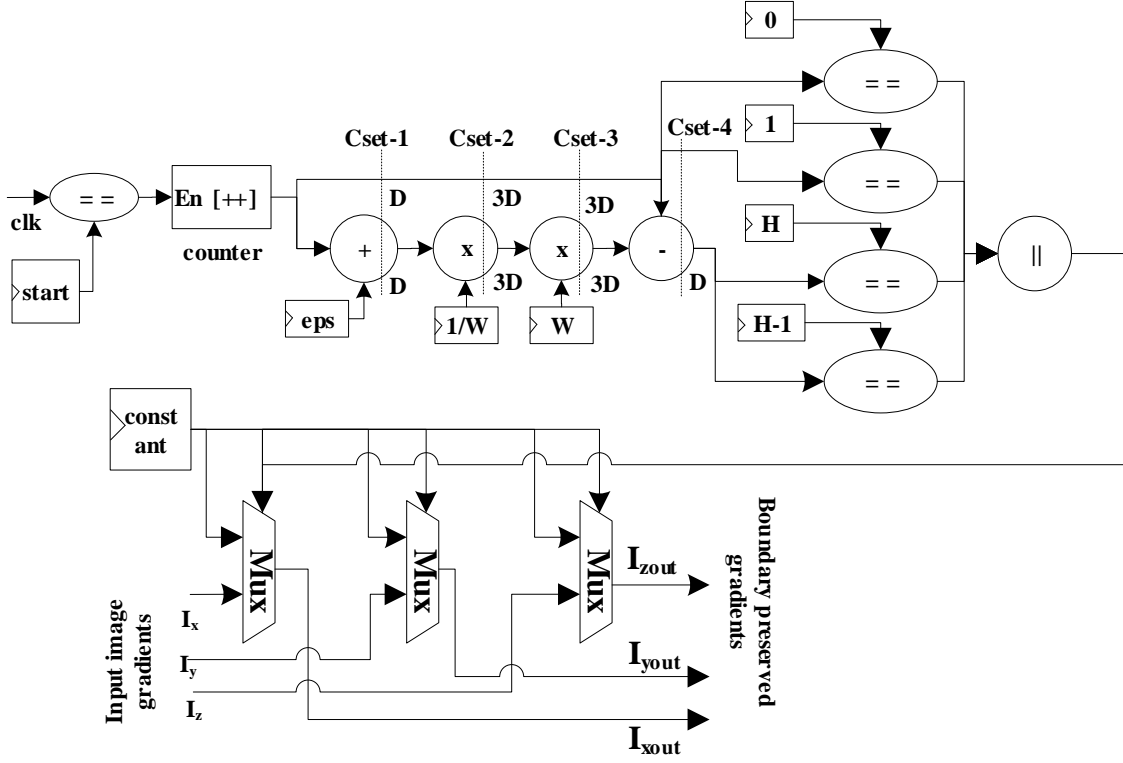 0
= =
1
= =
Cset-1
Cset-2
Cset-3
Cset-4
clk
= =
En [++]
counter
start
D
3D
3D
+
x
x
-
D
3D
3D
D
eps
1/W
W
H
= =
H-1
= =
||
const
ant
Mux
Mux
Mux
Input image
gradients
Ix
Iy
Iz
Izout
Iyout
Ixout
Boundary preserved
gradients